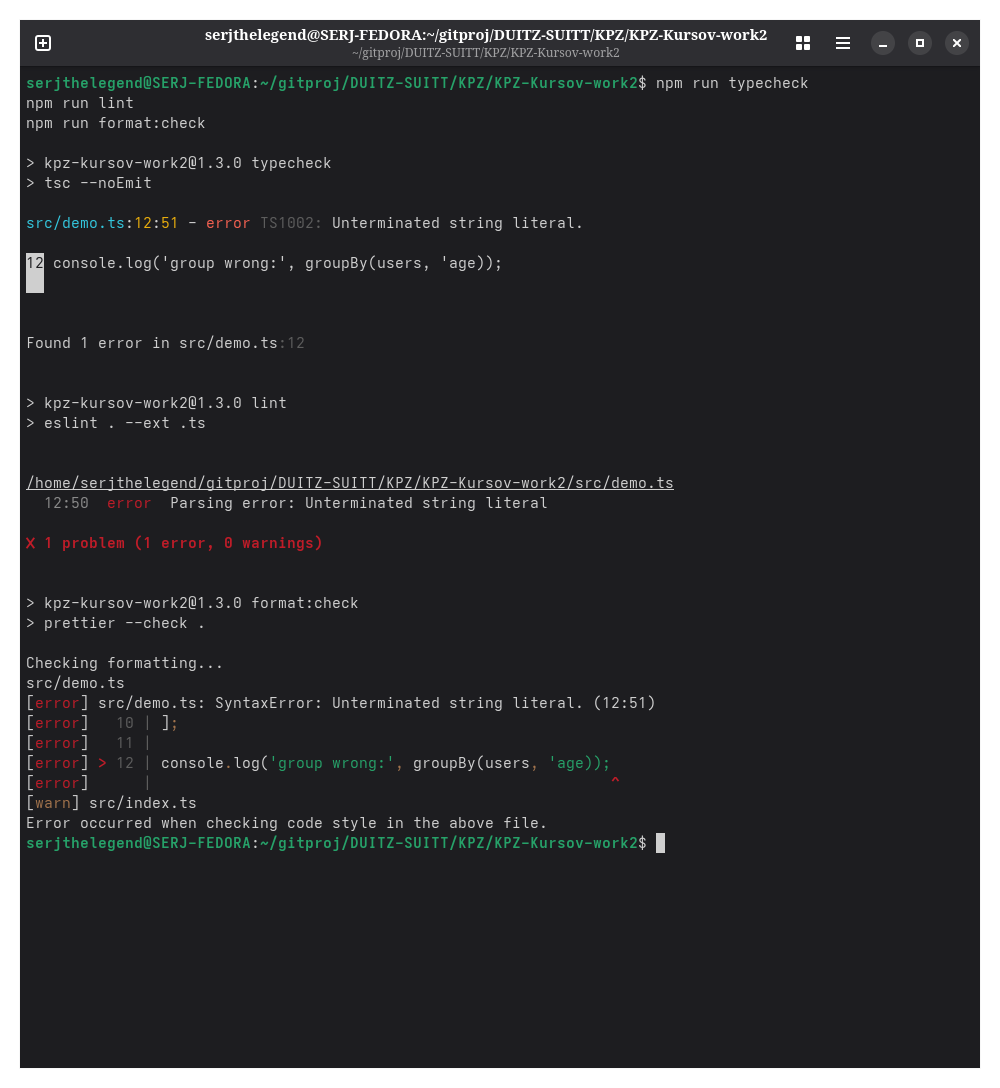 serjthelegend@SERJ-FEDORA:~/gitproj/DUITZ-SUITT/KPZ/KPZ-Kursov-work2
~/gitproj/DUITZ-SUITT/KPZ/KPZ-Kursov-work2
serjthelegend@SERJ-FEDORA:~/gitproj/DUITZ-SUITT/KPZ/KPZ-Kursov-work2$ npm run typecheck
npm run lint
npm run format:check
> kpz-kursov-work2@1.3.0 typecheck
> tsc --noEmit
src/demo.ts:12:51 - error TS1002: Unterminated string literal.
12 console.log('group wrong:', groupBy(users, 'age));
Found 1 error in src/demo.ts:12
> kpz-kursov-work2@1.3.0 lint
> eslint . --ext .ts
/home/serjthelegend/gitproj/DUITZ-SUITT/KPZ/KPZ-Kursov-work2/src/demo.ts
  12:50  error  Parsing error: Unterminated string literal
X 1 problem (1 error, 0 warnings)
> kpz-kursov-work2@1.3.0 format:check
> prettier --check .
Checking formatting...
src/demo.ts
[error] src/demo.ts: SyntaxError: Unterminated string literal. (12:51)
[error]   10 | ];
[error]   11 |
[error] > 12 | console.log('group wrong:', groupBy(users, 'age));
[error]      |                                                   ^
[warn] src/index.ts
Error occurred when checking code style in the above file.
serjthelegend@SERJ-FEDORA:~/gitproj/DUITZ-SUITT/KPZ/KPZ-Kursov-work2$